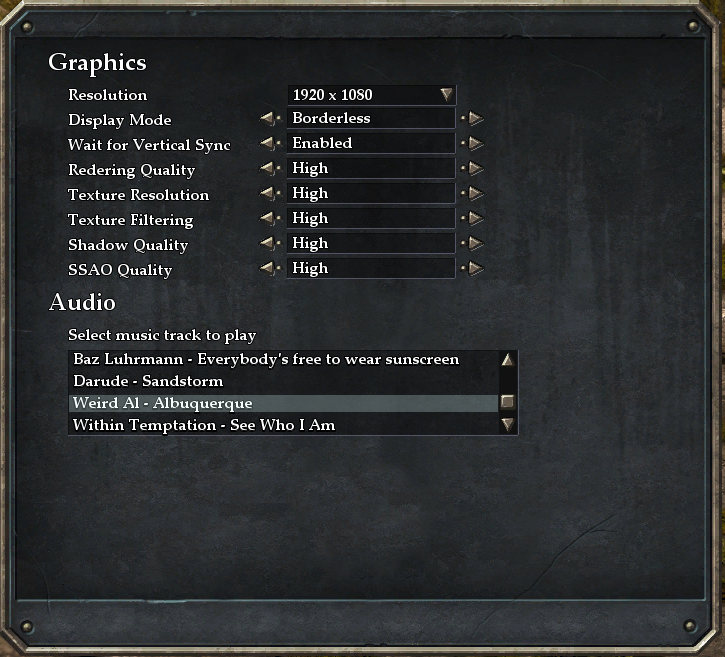 Graphics
Resolution 1920 x 1080
Display Mode Borderless
Wait for Vertical Sync Enabled
Redering Quality High
Texture Resolution High
Texture Filtering High
Shadow Quality High
SSAO Quality High
Audio
Select music track to play
Baz Luhrmann - Everybody's free to wear sunscreen
Darude - Sandstorm
Weird Al - Albuquerque
Within Temptation - See Who I Am